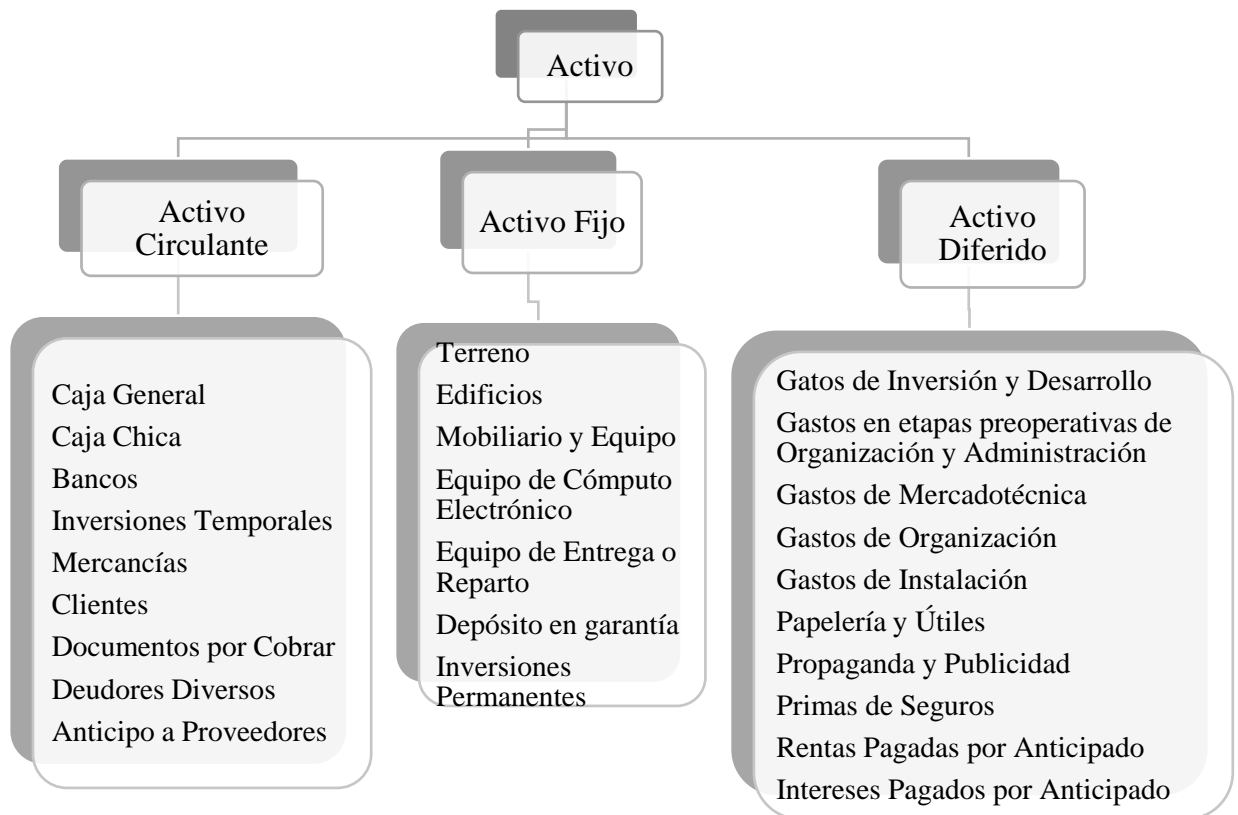 Activo
Activo
Circulante
Caja General
Caja Chica
Bancos
Inversiones Temporales
Mercancías
Clientes
Documentos por Cobrar
Deudores Diversos
Anticipo a Proveedores
Activo Fijo
Terreno
Edificios
Mobiliario y Equipo
Equipo de Cómputo
Electrónico
Equipo de Entrega o
Reparto
Depósito en garantía
Inversiones
Permanentes
Activo
Diferido
Gatos de Inversión y Desarrollo
Gastos en etapas preoperativas de
Organización y Administración
Gastos de Mercadotécnica
Gastos de Organización
Gastos de Instalación
Papelería y Útiles
Propaganda y Publicidad
Primas de Seguros
Rentas Pagadas por Anticipado
Intereses Pagados por Anticipado